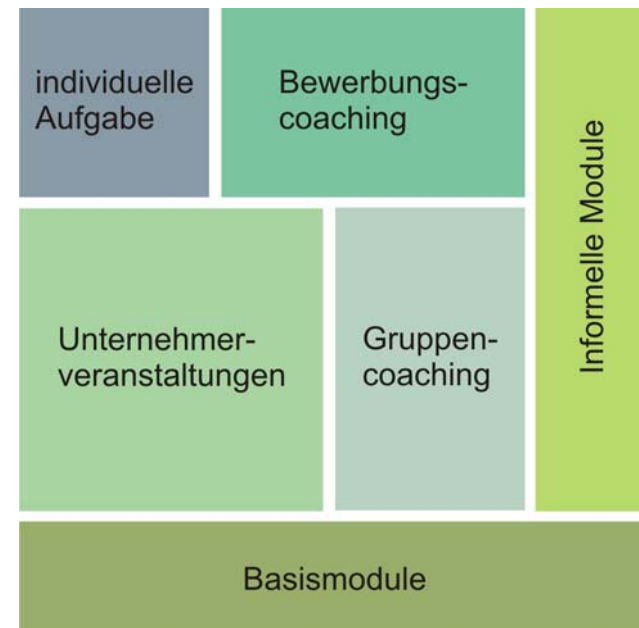 individuelle
Aufgabe
Bewerbungs-
coaching
Informelle Module
Unternehmer-
veranstaltungen
Gruppen-
coaching
Basismodule